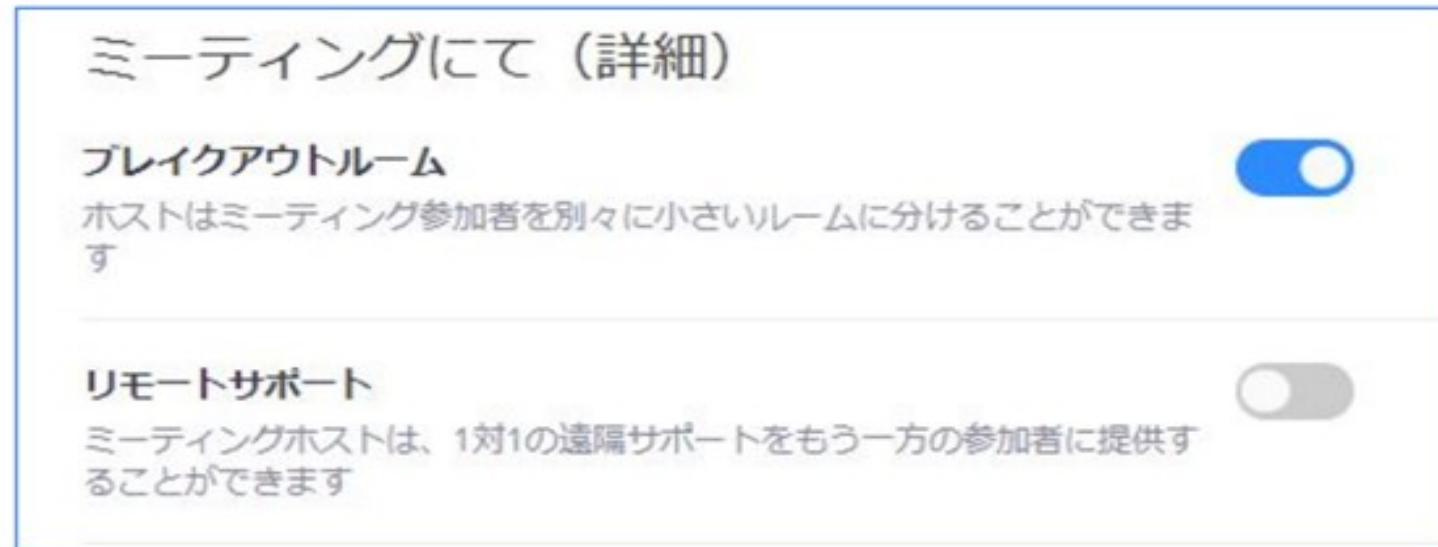 ミーティングにて（詳細）
ブレイクアウトルーム
ホストはミーティング参加者を別々に小さいルームに分けることができま
す
リモートサポート
ミーティングホストは、1対1の遠隔サポートをもう一方の参加者に提供す
ることができます